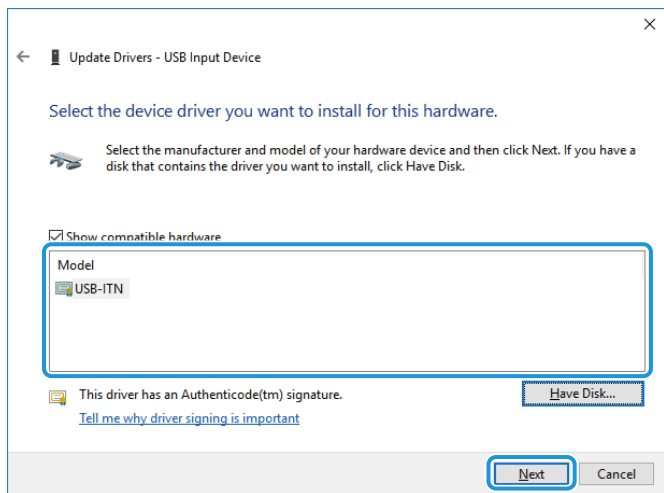 Update Drivers - USB Input Device
Select the device driver you want to install for this hardware.
Select the manufacturer and model of your hardware device and then click Next. If you have a
disk that contains the driver you want to install, click Have Disk.
Show compatible hardware
Model
USB-ITN
This driver has an Authenticode(tm) signature.
Have Disk...
Tell me why driver signing is important
Next
Cancel